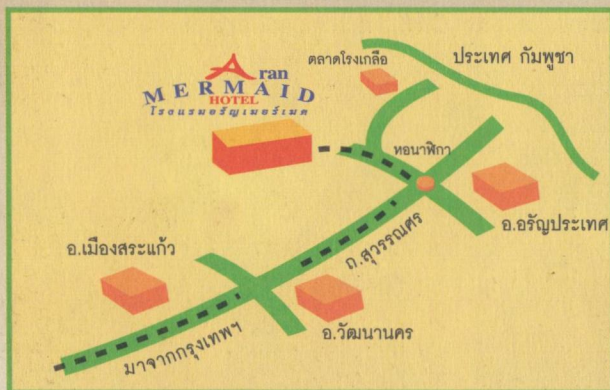 Aran
MERMAID
HOTEL
โรงแรมอรัญเมอร์เมด
ตลาดโรงเกลือ
ประเทศ กัมพูชา
หอนาฬิกา
อ.อรัญประเทศ
ถ.สุวรรณศร
อ.เมืองสระแก้ว
อ.วัฒนานคร
มาจากกรุงเทพฯ